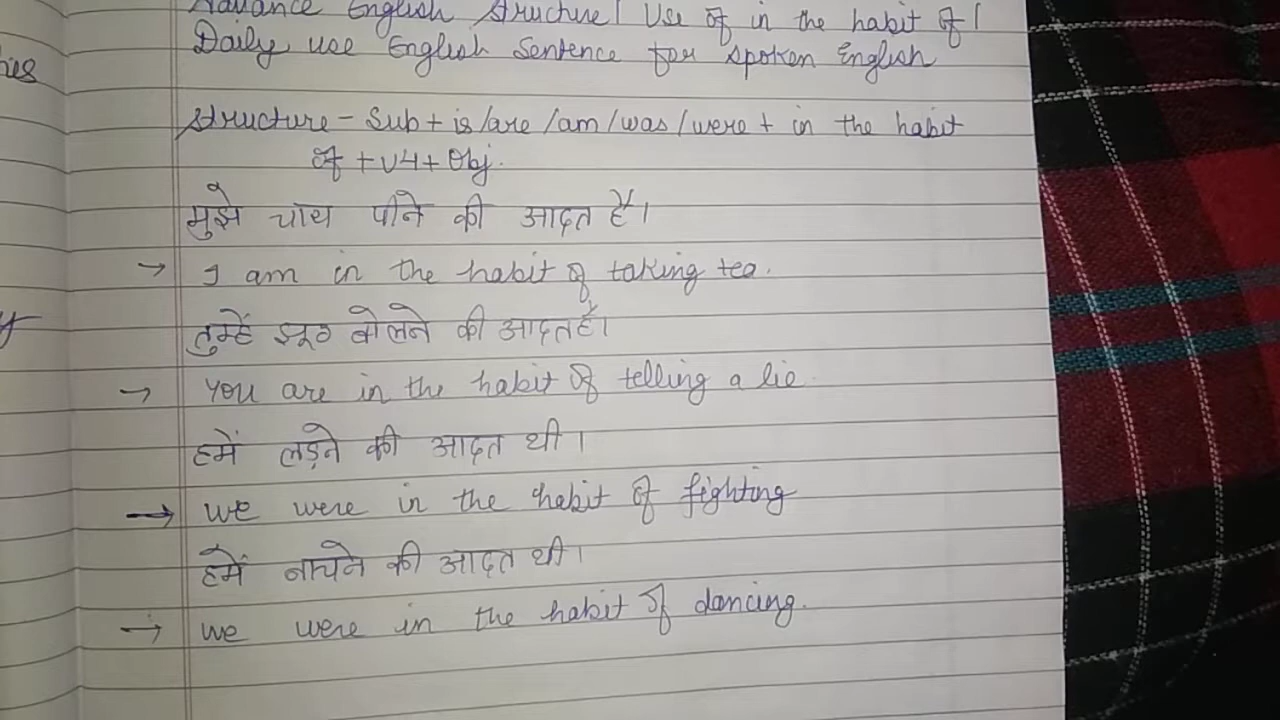 Advance English Structure| Use of in the habit of |
Daily use English Sentence for spoken English
Structure - Sub + is/are/am/was/were + in the habit
of + v4 + Obj.
मुझे चाय पीने की आदत है।
→ I am in the habit of taking tea.
तुम्हें झूठ बोलने की आदत है।
→ You are in the habit of telling a lie
हमें लड़ने की आदत थी।
→ we were in the habit of fighting
हमें नाचने की आदत थी।
→ we were in the habit of dancing.